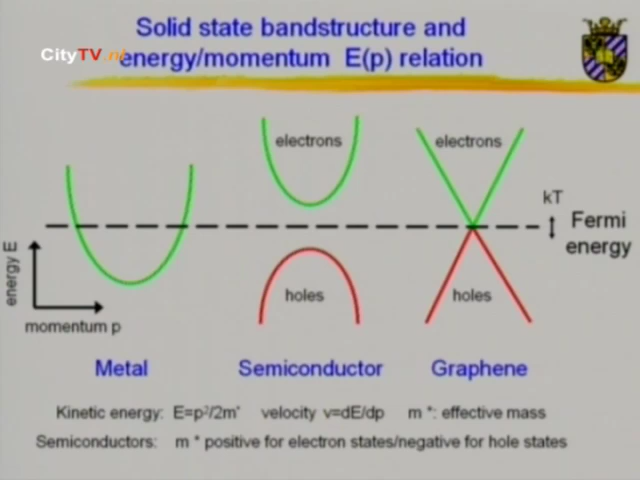 Solid state bandstructure and
CityTV.nl
energy/momentum E(p) relation
electrons
electrons
kT
Fermi
energy
energy E
holes
holes
momentum p
Metal
Semiconductor
Graphene
Kinetic energy: E=p²/2m* velocity v=dE/dp m *: effective mass
Semiconductors: m * positive for electron states/negative for hole states